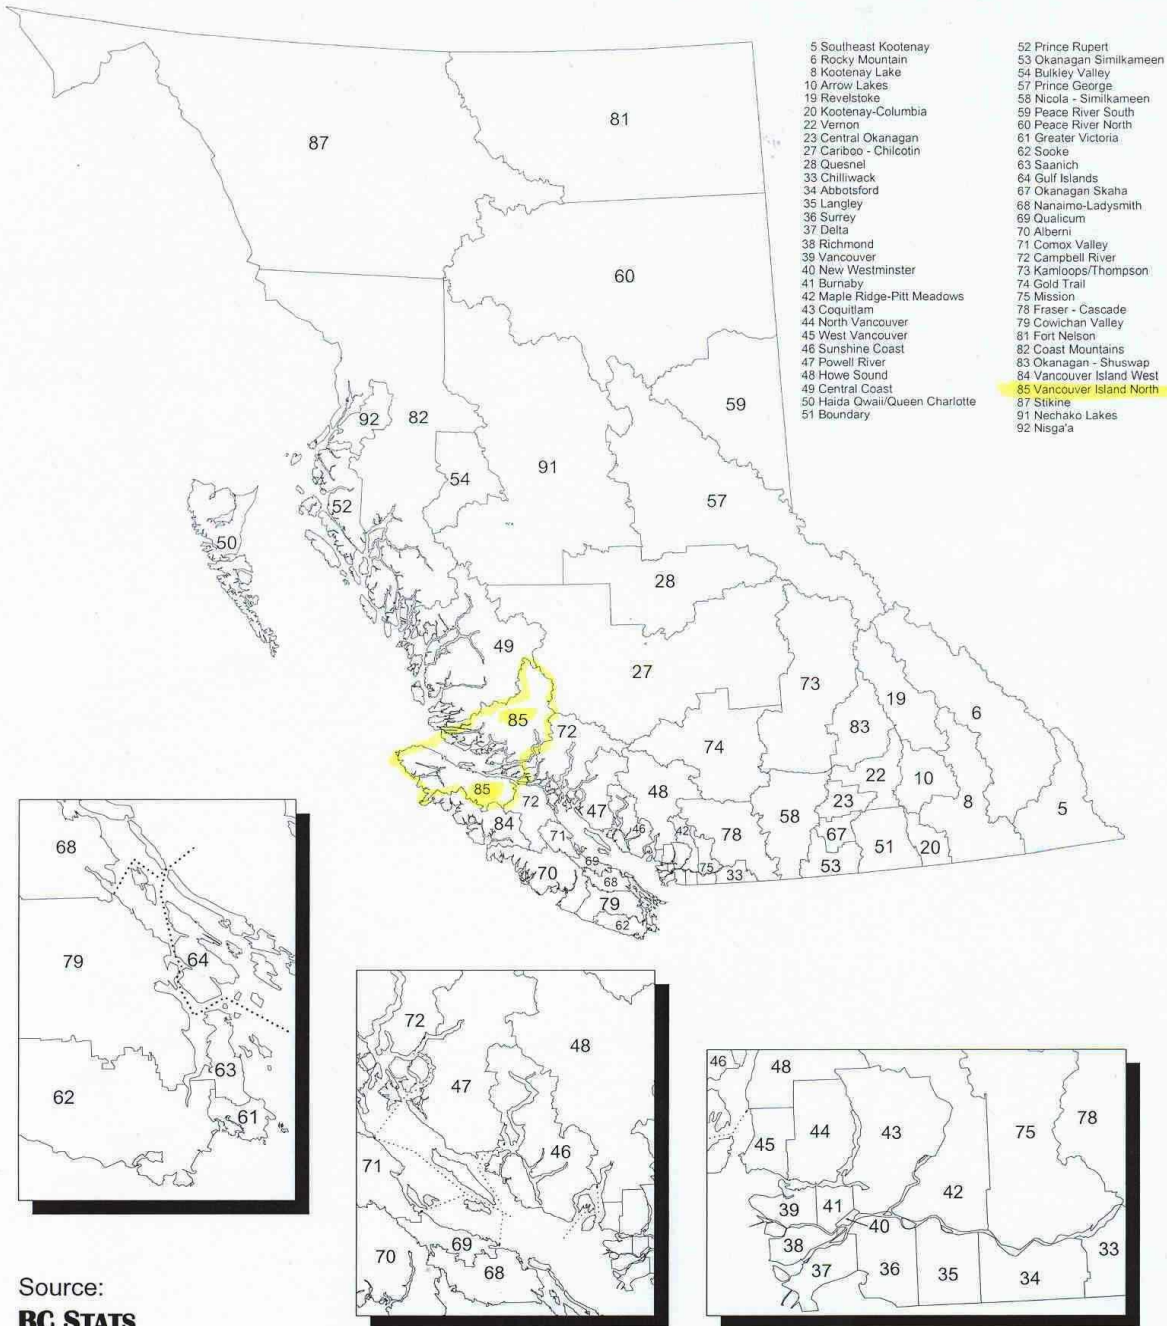 5 Southeast Kootenay
6 Rocky Mountain
8 Kootenay Lake
10 Arrow Lakes
19 Revelstoke
20 Kootenay-Columbia
22 Vernon
23 Central Okanagan
27 Cariboo - Chilcotin
28 Quesnel
33 Chilliwack
34 Abbotsford
35 Langley
36 Surrey
37 Delta
38 Richmond
39 Vancouver
40 New Westminster
41 Burnaby
42 Maple Ridge-Pitt Meadows
43 Coquitlam
44 North Vancouver
45 West Vancouver
46 Sunshine Coast
47 Powell River
48 Howe Sound
49 Central Coast
50 Haida Qwaii/Queen Charlotte
51 Boundary
52 Prince Rupert
53 Okanagan Similkameen
54 Bulkley Valley
57 Prince George
58 Nicola - Similkameen
59 Peace River South
60 Peace River North
61 Greater Victoria
62 Sooke
63 Saanich
64 Gulf Islands
67 Okanagan Skaha
68 Nanaimo-Ladysmith
69 Qualicum
70 Alberni
71 Comox Valley
72 Campbell River
73 Kamloops/Thompson
74 Gold Trail
75 Mission
78 Fraser - Cascade
79 Cowichan Valley
81 Fort Nelson
82 Coast Mountains
83 Okanagan - Shuswap
84 Vancouver Island West
85 Vancouver Island North
87 Stikine
91 Nechako Lakes
92 Nisga'a
81
87
60
59
92
82
54
91
57
52
50
28
49
27
73
19
6
85
72
83
74
22
10
85
72
47
48
58
23
8
5
84
71
46
42
78
67
51
20
69
75
33
53
70
68
79
62
68
79
64
62
63
61
72
48
47
71
46
70
69
68
46
48
45
44
43
75
78
42
39
41
40
38
37
36
35
34
33
Source:
BC STATS